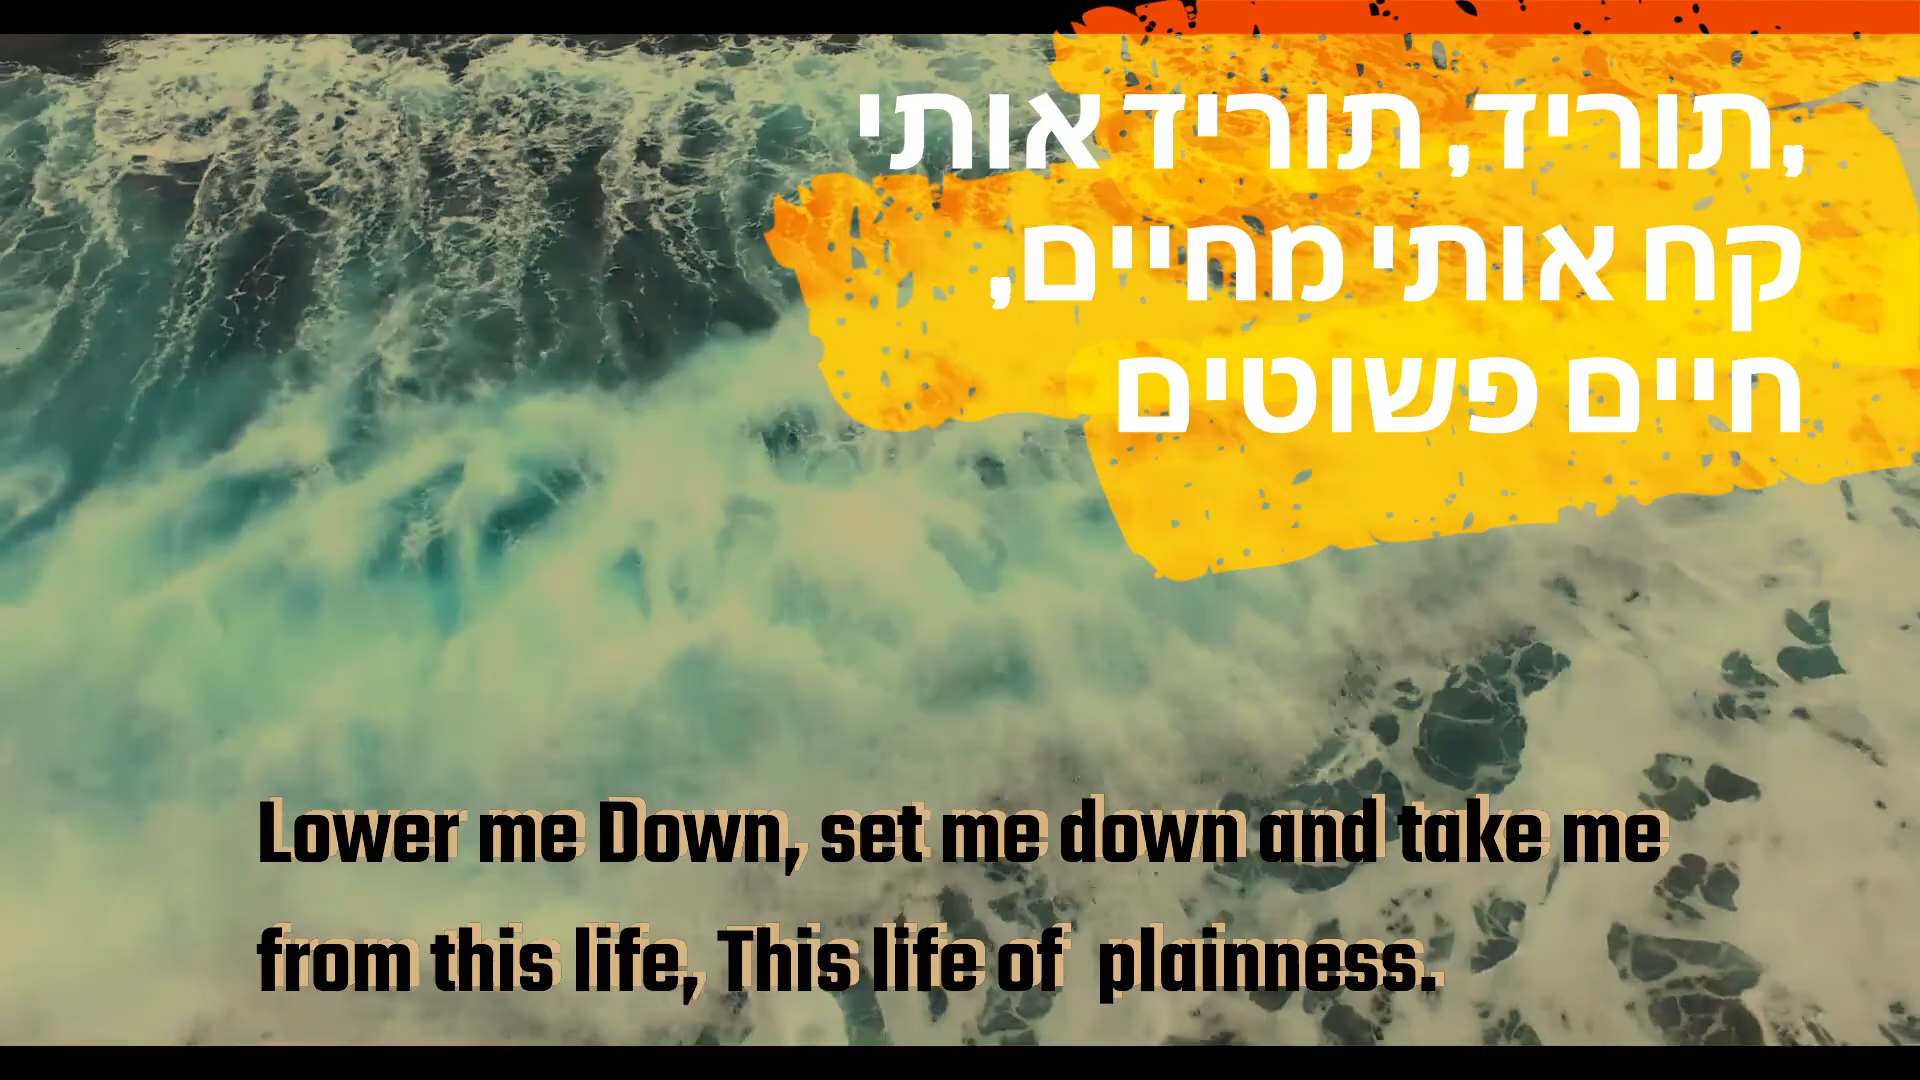 ,תוריד, תוריד אותי
קח אותי מחיים,
חיים פשוטים
Lower me Down, set me down and take me
from this life, This life of  plainness.